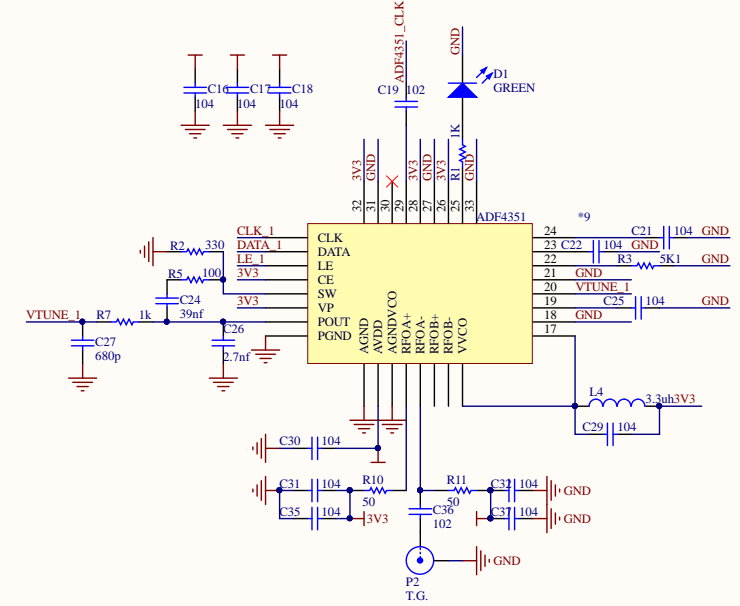 ADF4351_CLK
GND
D1
GREEN
C16 C17 C18
104 104 104
C19 102
1K
R1
3V3 GND 3V3 GND 3V3 GND
32 31 30 29 28 27 26 25 33
ADF4351 *9
CLK_1 CLK 24 C21 104 GND
R2 330 DATA_1 DATA 23 C22 104 GND
LE_1 LE 22 R3 5K1 GND
R5 100 3V3 CE 21 GND
SW 20 VTUNE_1
C24 3V3 VP 19 C25 104 GND
VTUNE_1 R7 1k 39nf POUT 18 GND
C26 PGND 17
C27
680p
2.7nf
AGND AVDD AGNDVCO RFOA+ RFOA- RFOB+ RFOB- VVCO
L4
3.3uh 3V3
C29 104
C30 104
C31 104 R10 R11 C32 104 GND
50 50
C35 104 3V3 C36 C37 104 GND
102
GND
P2
T.G.